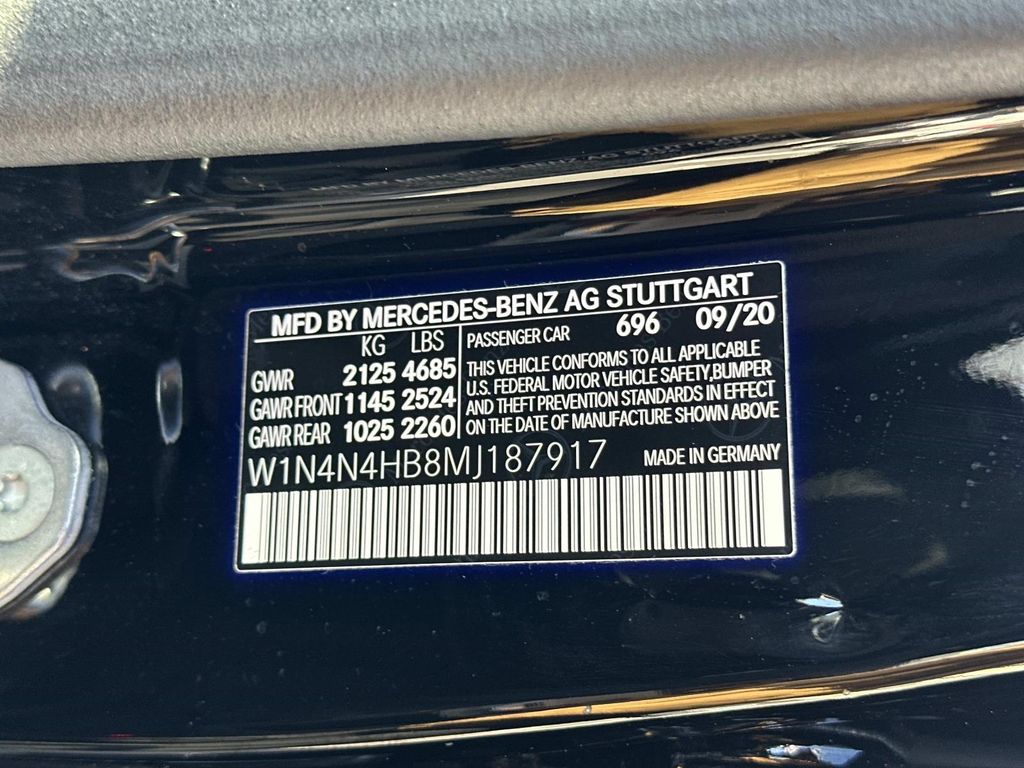 MFD BY MERCEDES-BENZ AG STUTTGART
KG LBS
GWWR 2125 4685
GAWR FRONT 1145 2524
GAWR REAR 1025 2260
PASSENGER CAR 696 09/20
THIS VEHICLE CONFORMS TO ALL APPLICABLE
U.S. FEDERAL MOTOR VEHICLE SAFETY,BUMPER
AND THEFT PREVENTION STANDARDS IN EFFECT
ON THE DATE OF MANUFACTURE SHOWN ABOVE
W1N4N4HB8MJ187917 MADE IN GERMANY